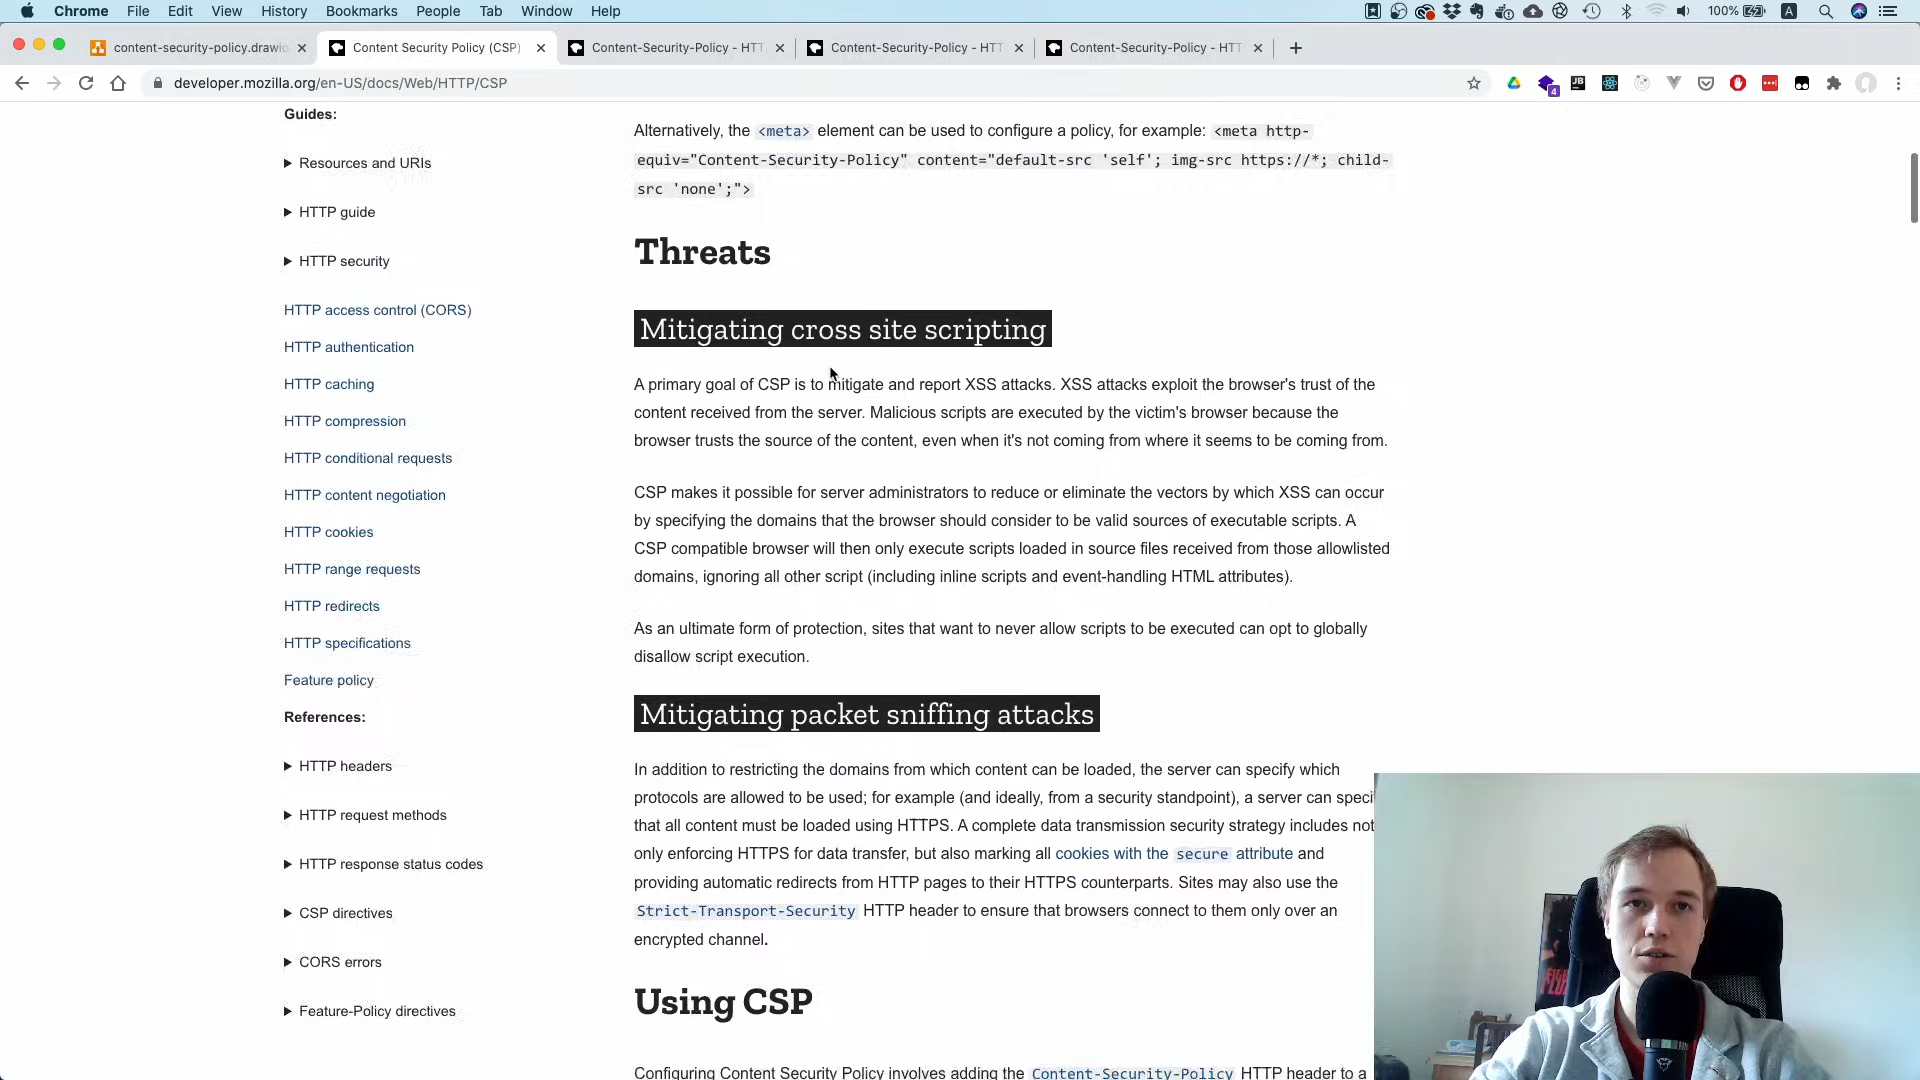 Chrome File Edit View History Bookmarks People Tab Window Help 100% A
content-security-policy.drawio Content Security Policy (CSP) Content-Security-Policy - HTT Content-Security-Policy - HTT Content-Security-Policy - HTT
developer.mozilla.org/en-US/docs/Web/HTTP/CSP
Guides:
Resources and URIs
HTTP guide
HTTP security
HTTP access control (CORS)
HTTP authentication
HTTP caching
HTTP compression
HTTP conditional requests
HTTP content negotiation
HTTP cookies
HTTP range requests
HTTP redirects
HTTP specifications
Feature policy
References:
HTTP headers
HTTP request methods
HTTP response status codes
CSP directives
CORS errors
Feature-Policy directives
Alternatively, the <meta> element can be used to configure a policy, for example: <meta http-
equiv="Content-Security-Policy" content="default-src 'self'; img-src https://*; child-
src 'none';">
Threats
Mitigating cross site scripting
A primary goal of CSP is to mitigate and report XSS attacks. XSS attacks exploit the browser's trust of the
content received from the server. Malicious scripts are executed by the victim's browser because the
browser trusts the source of the content, even when it's not coming from where it seems to be coming from.
CSP makes it possible for server administrators to reduce or eliminate the vectors by which XSS can occur
by specifying the domains that the browser should consider to be valid sources of executable scripts. A
CSP compatible browser will then only execute scripts loaded in source files received from those allowlisted
domains, ignoring all other script (including inline scripts and event-handling HTML attributes).
As an ultimate form of protection, sites that want to never allow scripts to be executed can opt to globally
disallow script execution.
Mitigating packet sniffing attacks
In addition to restricting the domains from which content can be loaded, the server can specify which
protocols are allowed to be used; for example (and ideally, from a security standpoint), a server can speci
that all content must be loaded using HTTPS. A complete data transmission security strategy includes not
only enforcing HTTPS for data transfer, but also marking all cookies with the secure attribute and
providing automatic redirects from HTTP pages to their HTTPS counterparts. Sites may also use the
Strict-Transport-Security HTTP header to ensure that browsers connect to them only over an
encrypted channel.
Using CSP
Configuring Content Security Policy involves adding the Content-Security-Policy HTTP header to a